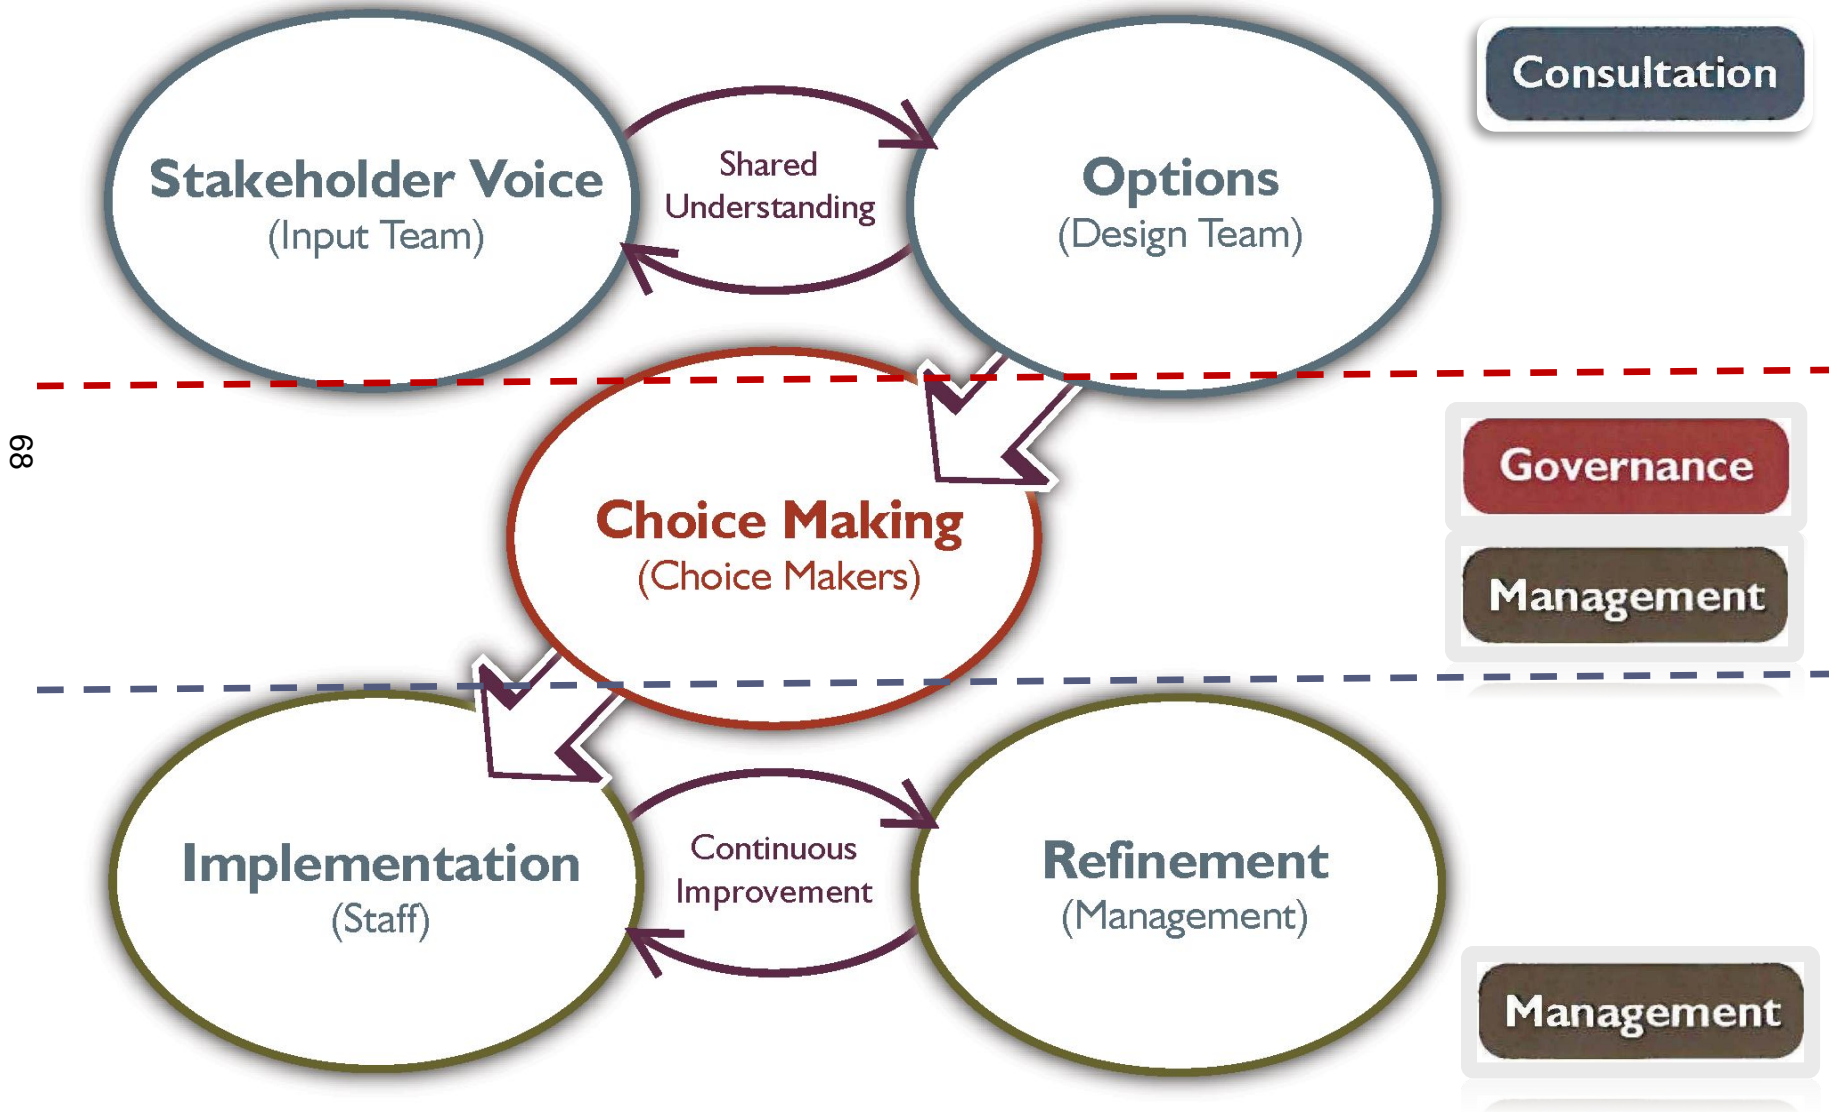 Stakeholder Voice
(Input Team)
Shared
Understanding
Options
(Design Team)
Consultation
68
Choice Making
(Choice Makers)
Governance
Management
Implementation
(Staff)
Continuous
Improvement
Refinement
(Management)
Management